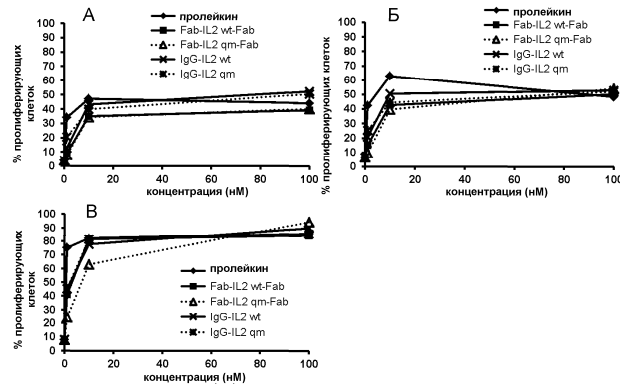 А
% пролиферирующих
клеток
100
90
80
70
60
50
40
30
20
10
0
0 20 40 60 80 100
концентрация (нМ)
пролейкин
Fab-IL2 wt-Fab
Fab-IL2 qm-Fab
IgG-IL2 wt
IgG-IL2 qm
Б
% пролиферирующих клеток
100
90
80
70
60
50
40
30
20
10
0
0 20 40 60 80 100
концентрация (нМ)
пролейкин
Fab-IL2 wt-Fab
Fab-IL2 qm-Fab
IgG-IL2 wt
IgG-IL2 qm
В
% пролиферирующих
клеток
100
90
80
70
60
50
40
30
20
10
0
0 20 40 60 80 100
концентрация (нМ)
пролейкин
Fab-IL2 wt-Fab
Fab-IL2 qm-Fab
IgG-IL2 wt
IgG-IL2 qm